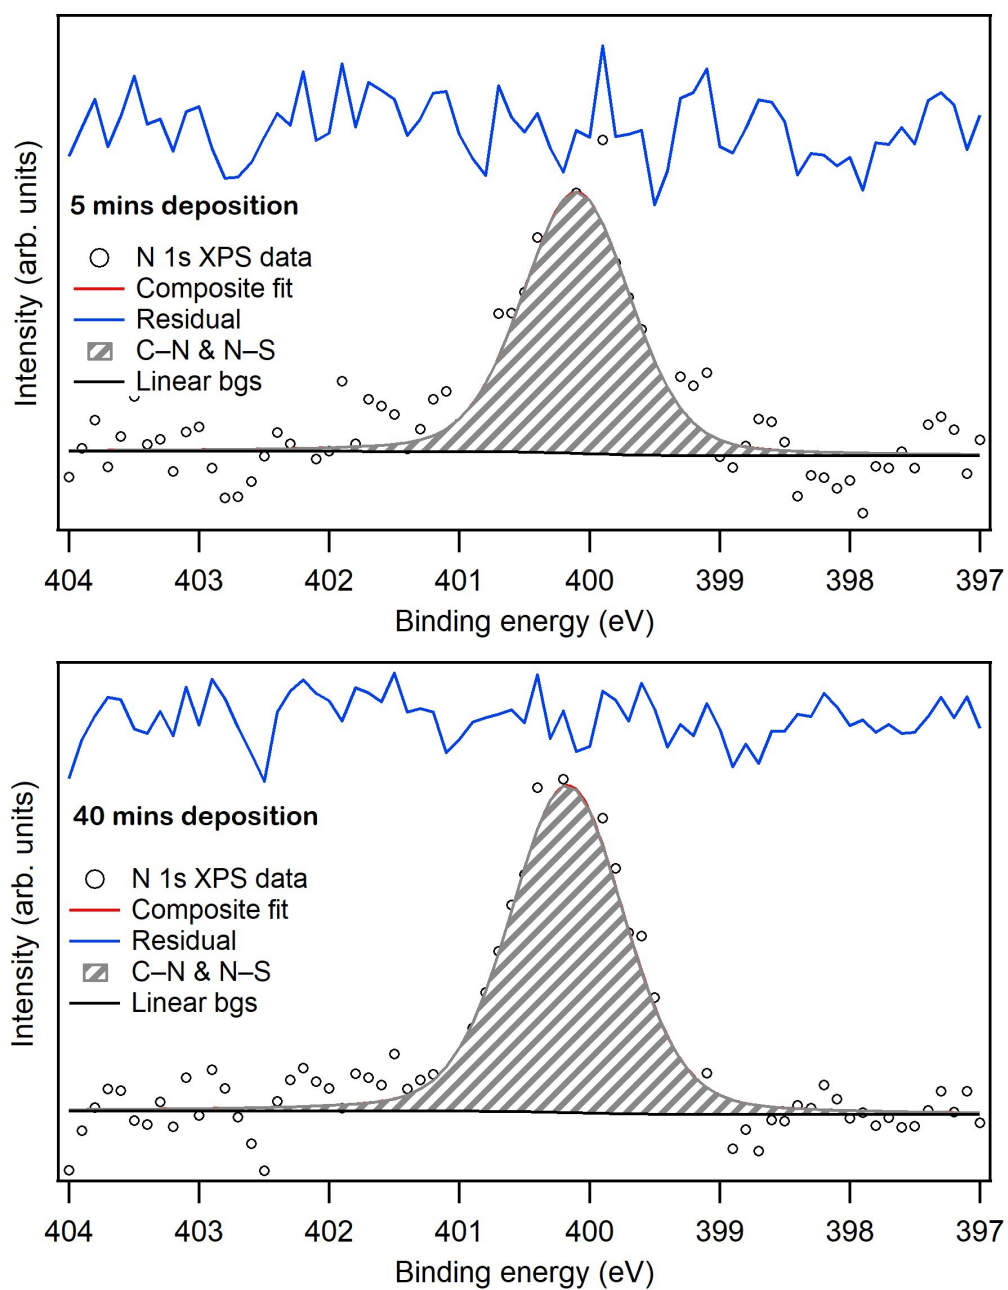 Intensity (arb. units)
5 mins deposition
N 1s XPS data
Composite fit
Residual
C–N & N–S
Linear bgs
404 403 402 401 400 399 398 397
Binding energy (eV)
Intensity (arb. units)
40 mins deposition
N 1s XPS data
Composite fit
Residual
C–N & N–S
Linear bgs
404 403 402 401 400 399 398 397
Binding energy (eV)